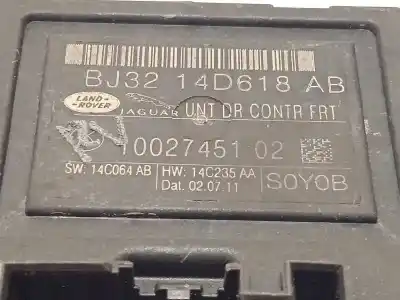 BJ32 14D618 AB
LAND ROVER
JAGUAR UNT DR CONTR FRT
10027451 02
SW: 14C064 AB HW: 14C235 AA
Dat. 02.07.11 SOYOB